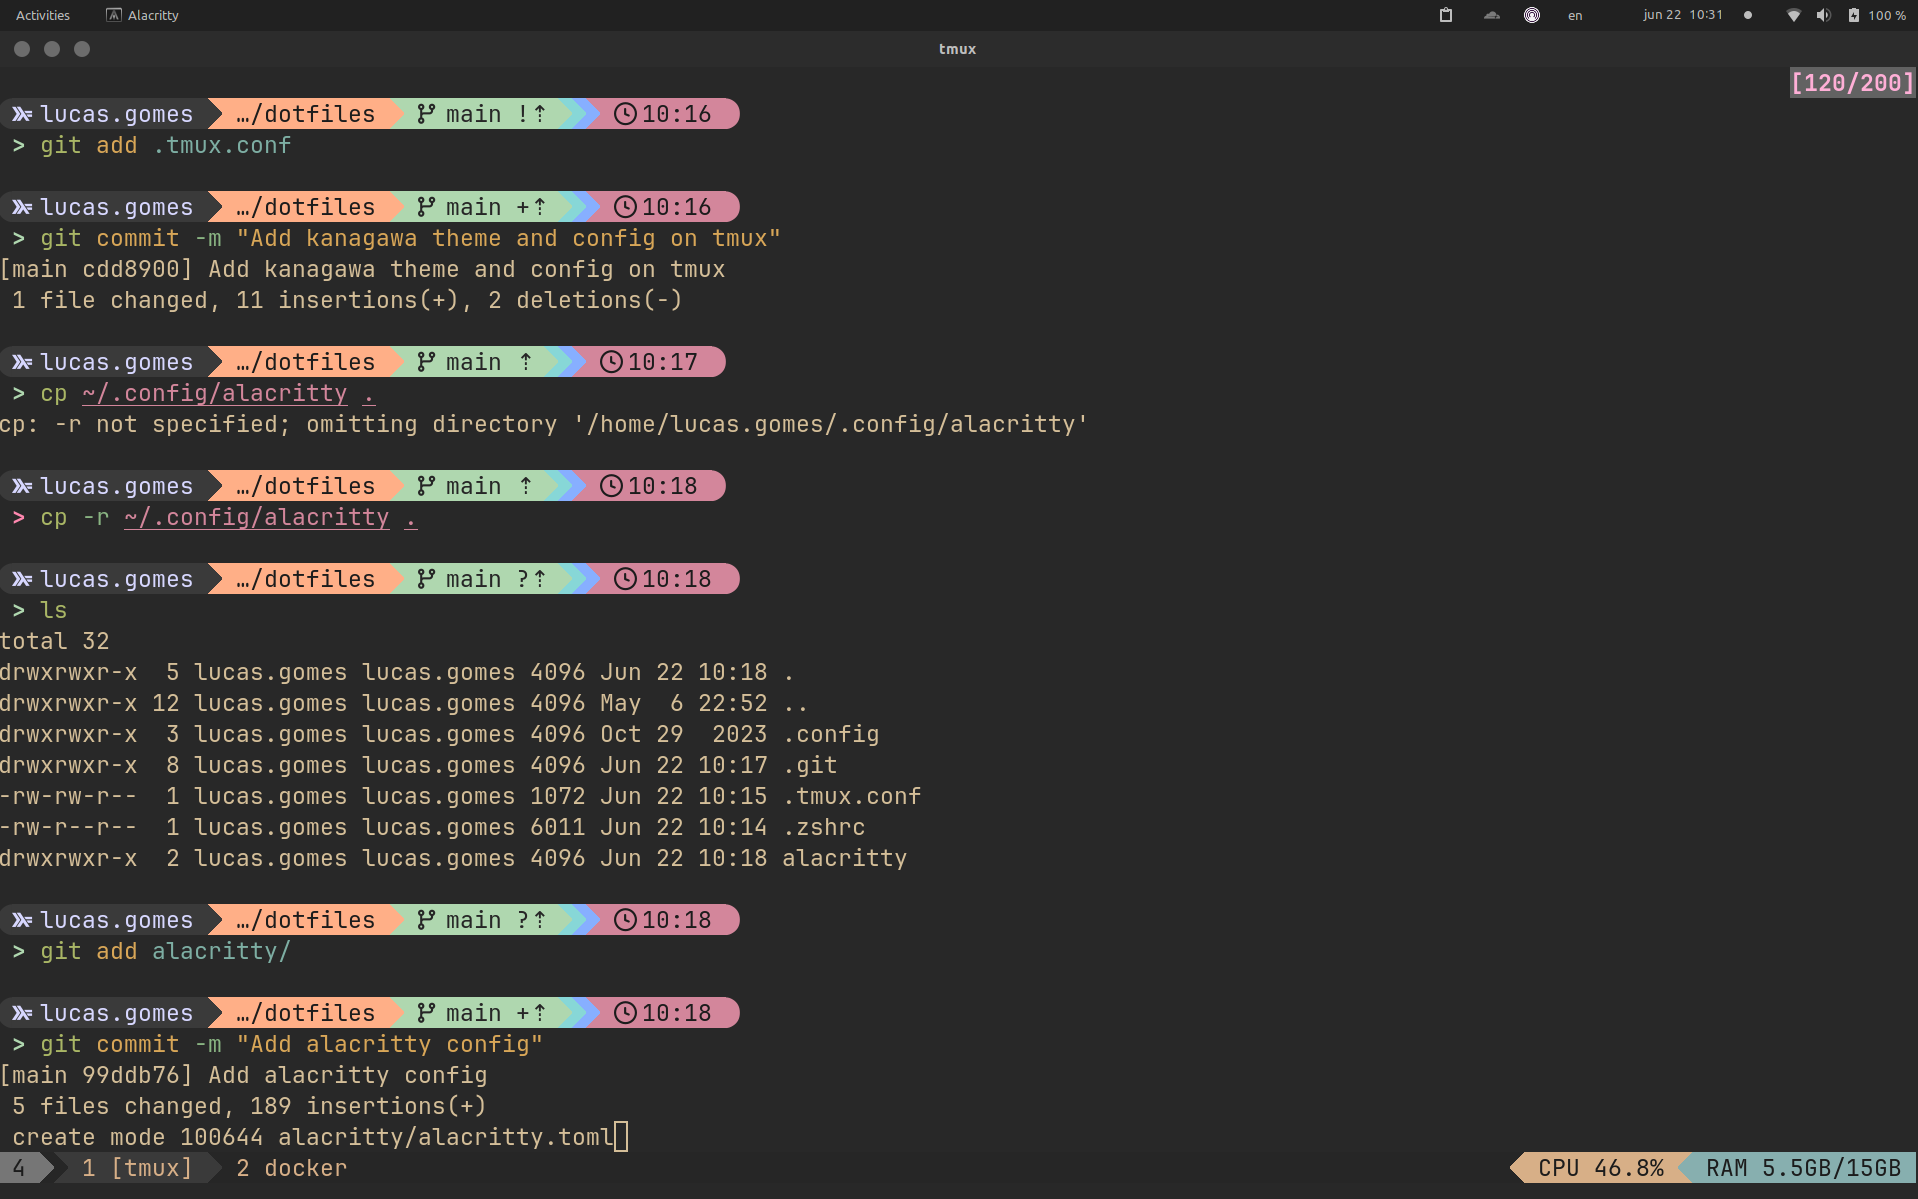 Activities Alacritty en jun 22 10:31 100 %
tmux
[120/200]
lucas.gomes …/dotfiles main !⇡ 10:16
> git add .tmux.conf
lucas.gomes …/dotfiles main +⇡ 10:16
> git commit -m "Add kanagawa theme and config on tmux"
[main cdd8900] Add kanagawa theme and config on tmux
1 file changed, 11 insertions(+), 2 deletions(-)
lucas.gomes …/dotfiles main ⇡ 10:17
> cp ~/.config/alacritty .
cp: -r not specified; omitting directory '/home/lucas.gomes/.config/alacritty'
lucas.gomes …/dotfiles main ⇡ 10:18
> cp -r ~/.config/alacritty .
lucas.gomes …/dotfiles main ?⇡ 10:18
> ls
total 32
drwxrwxr-x  5 lucas.gomes lucas.gomes 4096 Jun 22 10:18 .
drwxrwxr-x 12 lucas.gomes lucas.gomes 4096 May  6 22:52 ..
drwxrwxr-x  3 lucas.gomes lucas.gomes 4096 Oct 29  2023 .config
drwxrwxr-x  8 lucas.gomes lucas.gomes 4096 Jun 22 10:17 .git
-rw-rw-r--  1 lucas.gomes lucas.gomes 1072 Jun 22 10:15 .tmux.conf
-rw-r--r--  1 lucas.gomes lucas.gomes 6011 Jun 22 10:14 .zshrc
drwxrwxr-x  2 lucas.gomes lucas.gomes 4096 Jun 22 10:18 alacritty
lucas.gomes …/dotfiles main ?⇡ 10:18
> git add alacritty/
lucas.gomes …/dotfiles main +⇡ 10:18
> git commit -m "Add alacritty config"
[main 99ddb76] Add alacritty config
5 files changed, 189 insertions(+)
create mode 100644 alacritty/alacritty.toml
4 1 [tmux] 2 docker CPU 46.8% RAM 5.5GB/15GB